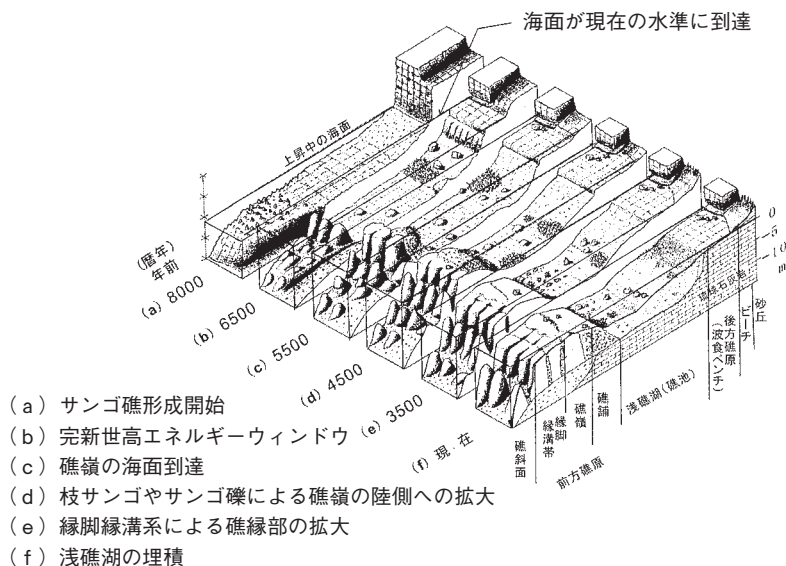 海面が現在の水準に到達
上昇中の海面
(暦年)
年前
(a) 8000
(b) 6500
(c) 5500
(d) 4500
(e) 3500
(f) 現・在
0
5
10
m
砂丘
ビーチ
後方礁原
(波食ベンチ)
浅礁湖(礁池)
礁舗
礁嶺
縁脚
縁溝帯
礁斜面
前方礁原
(a)サンゴ礁形成開始
(b)完新世高エネルギーウィンドウ
(c)礁嶺の海面到達
(d)枝サンゴやサンゴ礫による礁嶺の陸側への拡大
(e)縁脚縁溝系による礁縁部の拡大
(f)浅礁湖の埋積